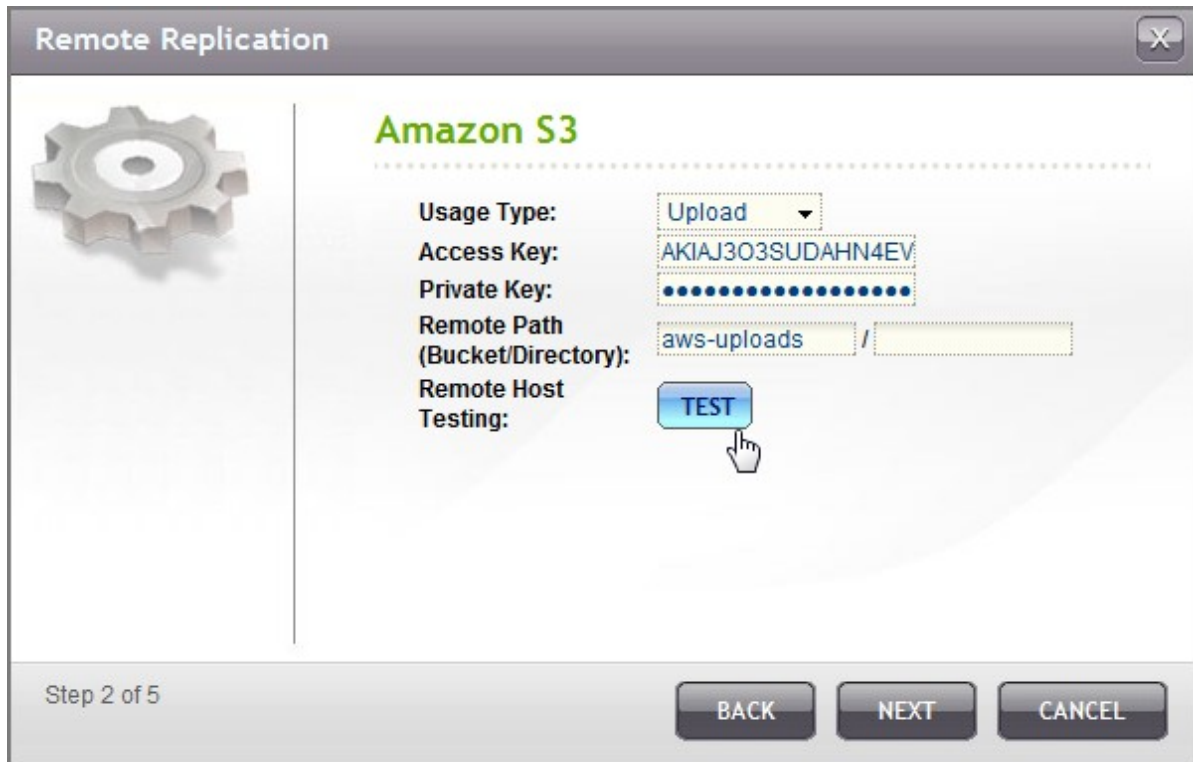 Remote Replication
X
Amazon S3
Usage Type: Upload
Access Key: AKIAJ3O3SUDAHN4EV
Private Key: ••••••••••••••••••
Remote Path
(Bucket/Directory): aws-uploads /
Remote Host
Testing: TEST
Step 2 of 5 BACK NEXT CANCEL